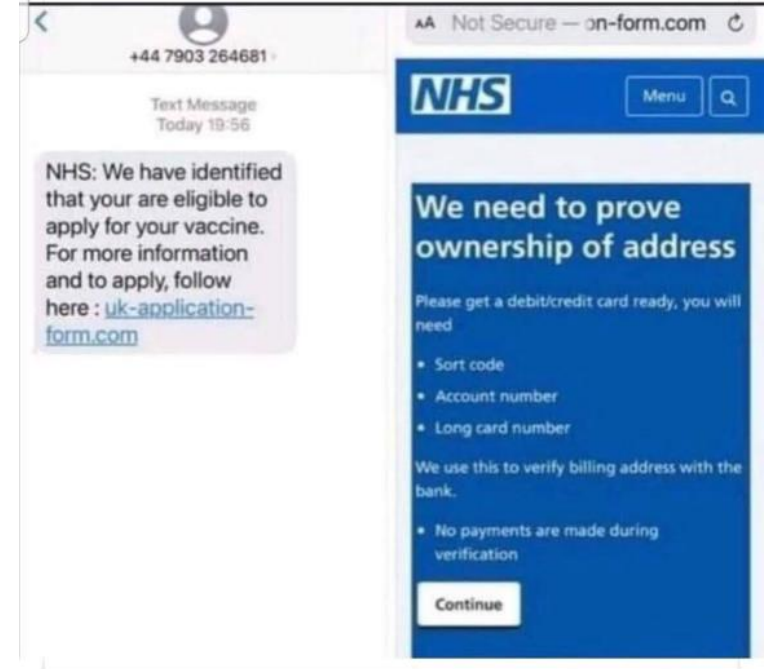 +44 7903 264681
Text Message
Today 19:56
NHS: We have identified
that your are eligible to
apply for your vaccine.
For more information
and to apply, follow
here : uk-application-
form.com
AA Not Secure — on-form.com
NHS
Menu
We need to prove
ownership of address
Please get a debit/credit card ready, you will
need
• Sort code
• Account number
• Long card number
We use this to verify billing address with the
bank.
• No payments are made during
verification
Continue